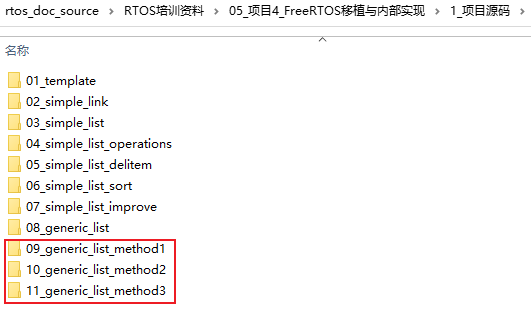 rtos_doc_source > RTOS培训资料 > 05_项目4_FreeRTOS移植与内部实现 > 1_项目源码 >
名称
01_template
02_simple_link
03_simple_list
04_simple_list_operations
05_simple_list_delitem
06_simple_list_sort
07_simple_list_improve
08_generic_list
09_generic_list_method1
10_generic_list_method2
11_generic_list_method3